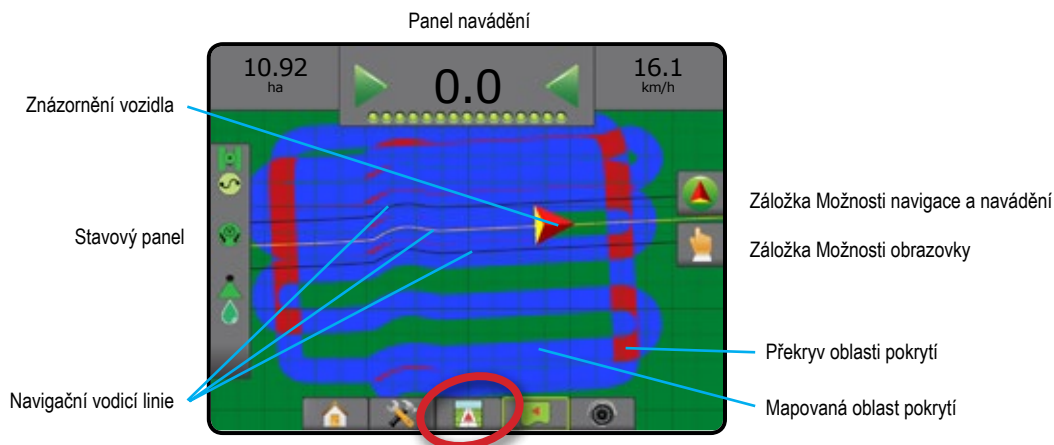 Panel navádění
10.92
ha
0.0
16.1
km/h
Znázornění vozidla
Stavový panel
Navigační vodicí linie
Záložka Možnosti navigace a navádění
Záložka Možnosti obrazovky
Překryv oblasti pokrytí
Mapovaná oblast pokrytí